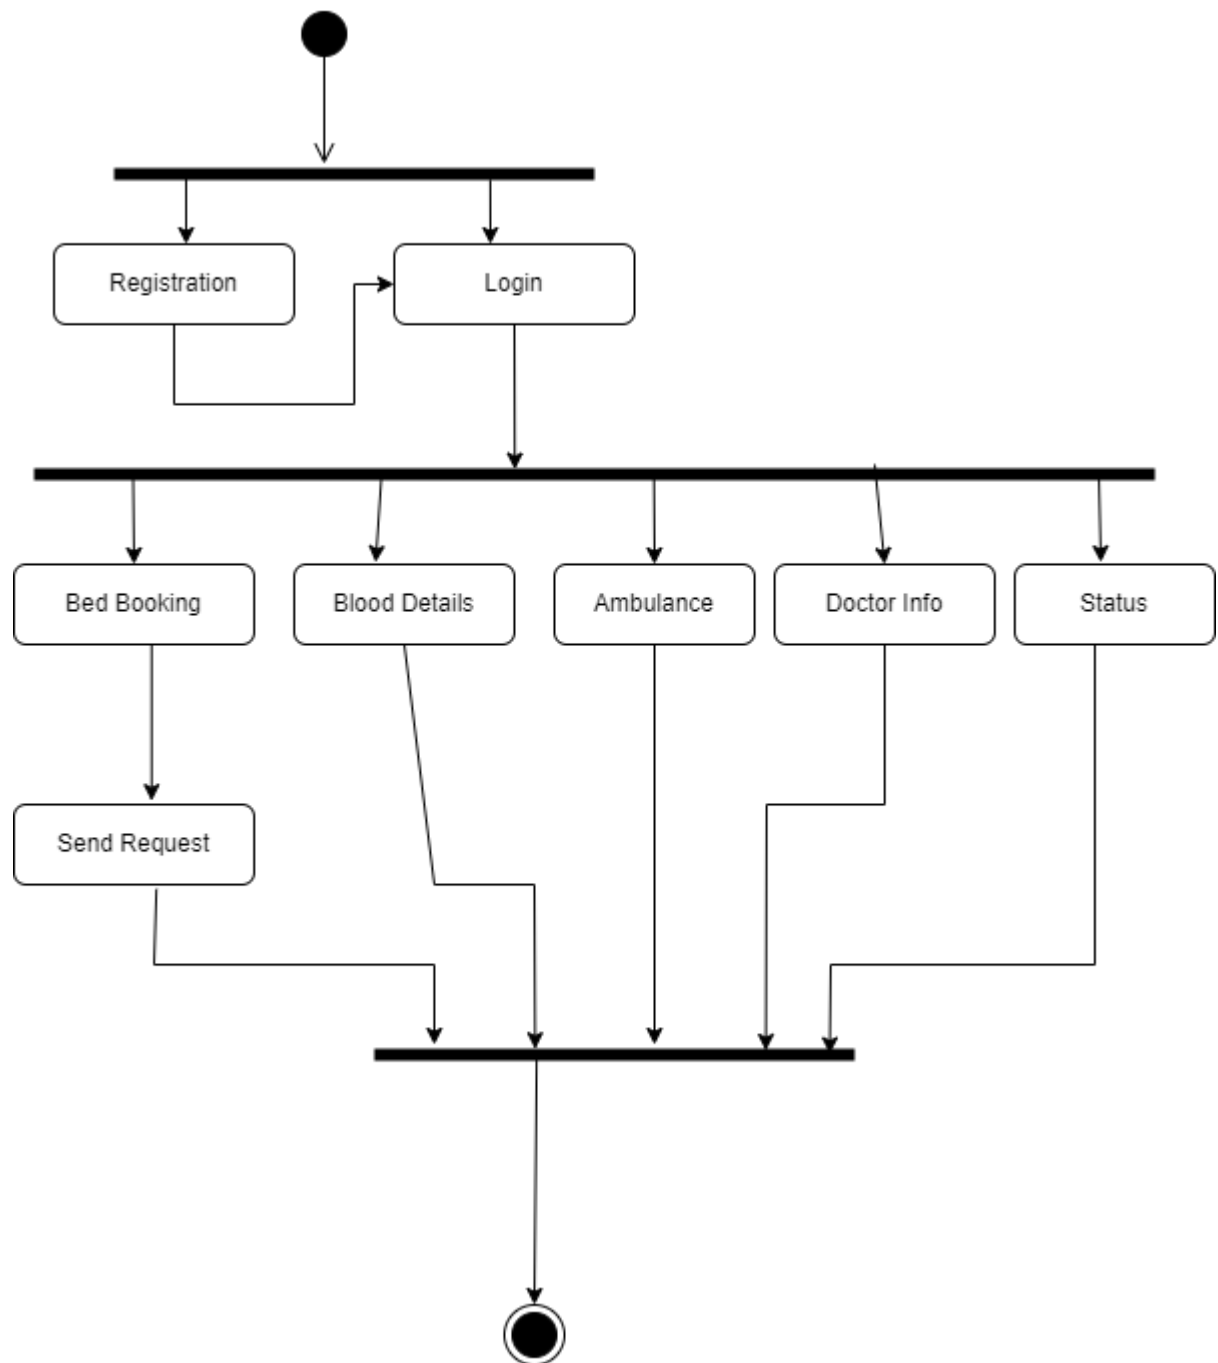 Registration
Login
Bed Booking
Blood Details
Ambulance
Doctor Info
Status
Send Request